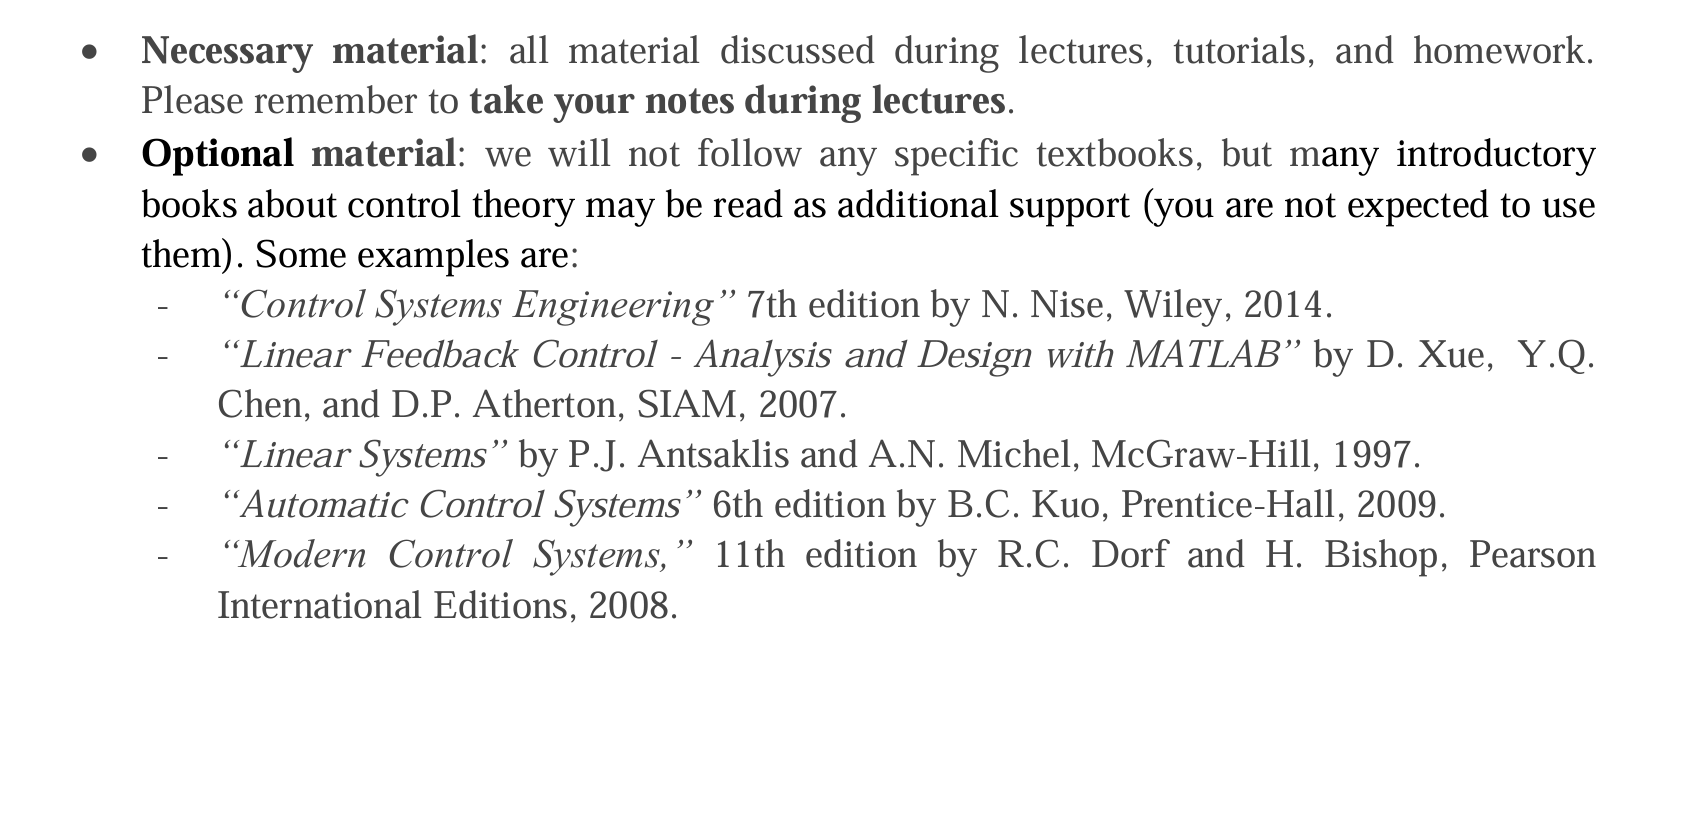 • Necessary material: all material discussed during lectures, tutorials, and homework.
Please remember to take your notes during lectures.
• Optional material: we will not follow any specific textbooks, but many introductory
books about control theory may be read as additional support (you are not expected to use
them). Some examples are:
- “Control Systems Engineering” 7th edition by N. Nise, Wiley, 2014.
- “Linear Feedback Control - Analysis and Design with MATLAB” by D. Xue, Y.Q.
Chen, and D.P. Atherton, SIAM, 2007.
- “Linear Systems” by P.J. Antsaklis and A.N. Michel, McGraw-Hill, 1997.
- “Automatic Control Systems” 6th edition by B.C. Kuo, Prentice-Hall, 2009.
- “Modern Control Systems,” 11th edition by R.C. Dorf and H. Bishop, Pearson
International Editions, 2008.